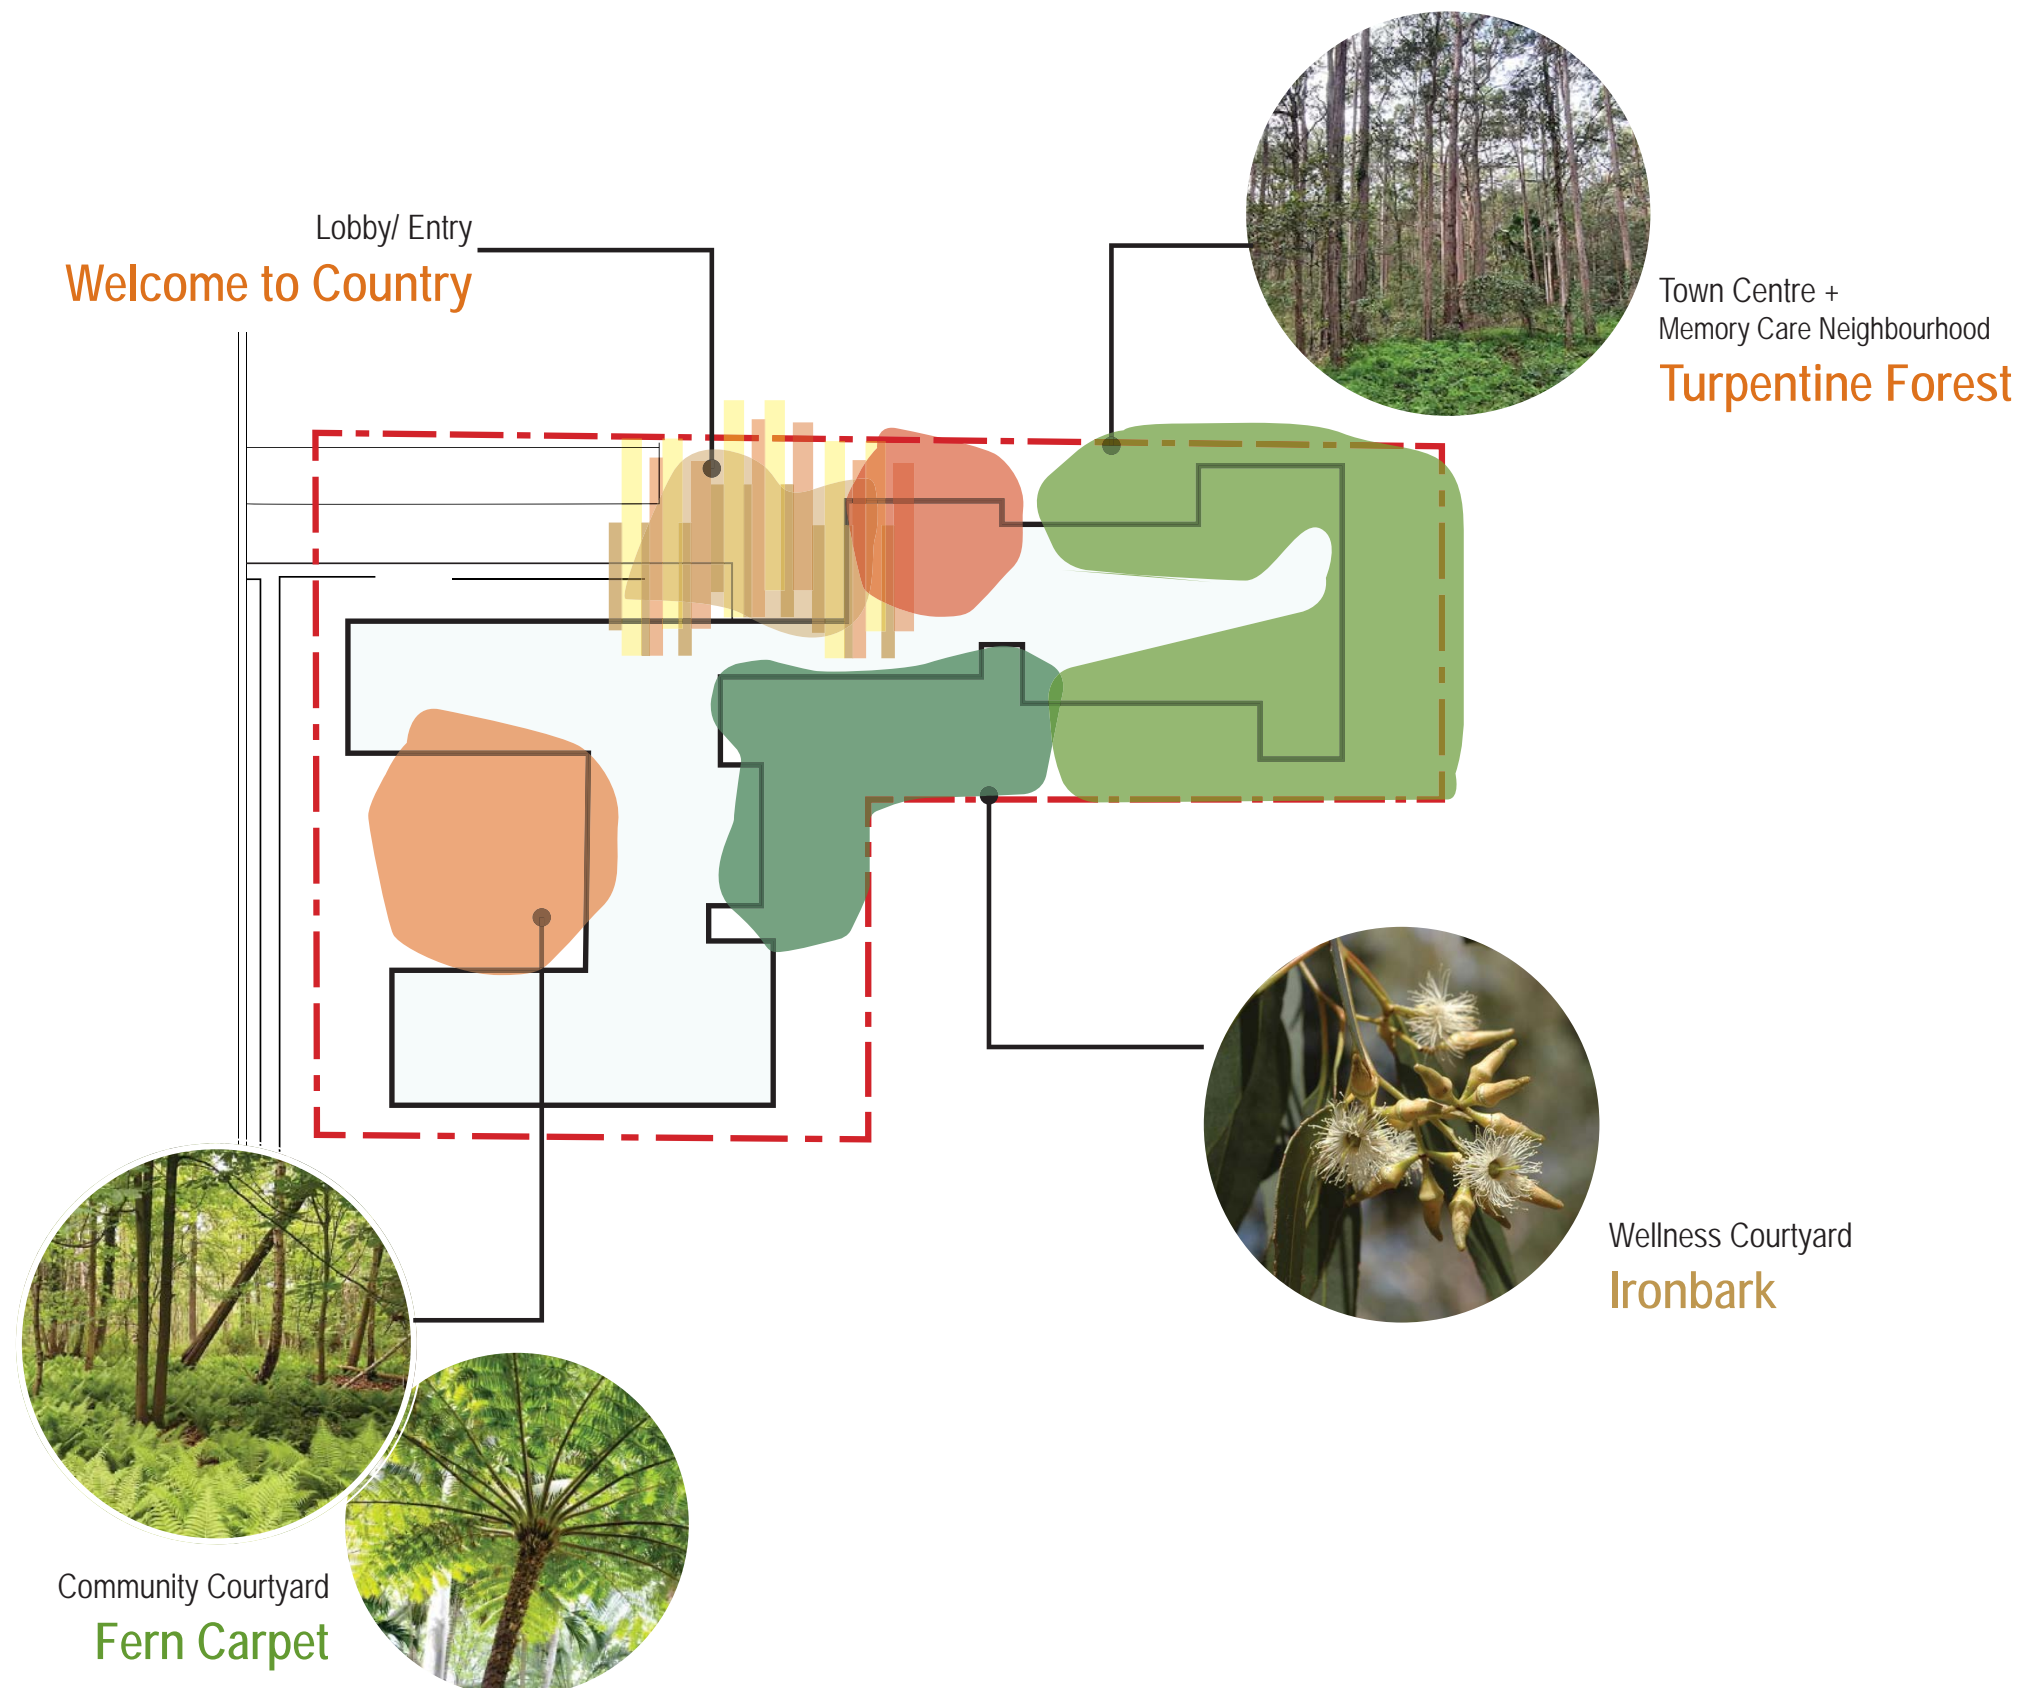 Lobby/ Entry
Welcome to Country
Town Centre +
Memory Care Neighbourhood
Turpentine Forest
Wellness Courtyard
Ironbark
Community Courtyard
Fern Carpet